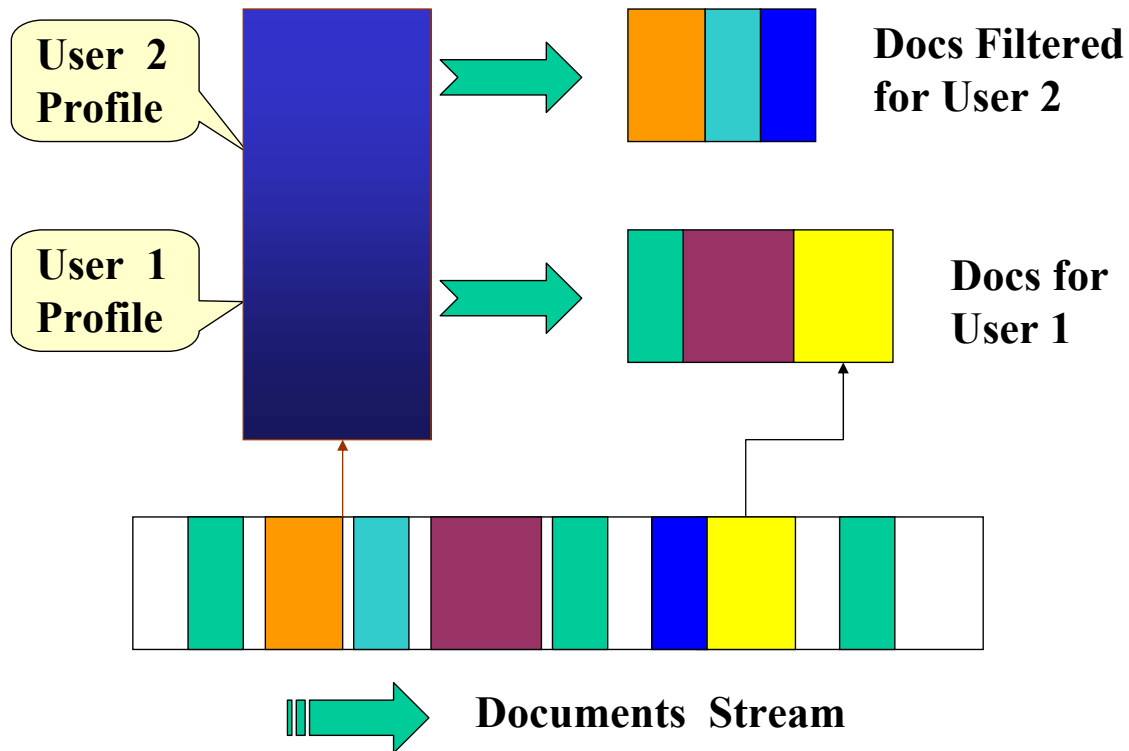 User 2
Profile
Docs Filtered
for User 2
User 1
Profile
Docs for
User 1
Documents Stream